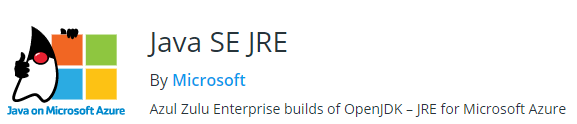 Java SE JRE
By Microsoft
Java on Microsoft Azure
Azul Zulu Enterprise builds of OpenJDK – JRE for Microsoft Azure